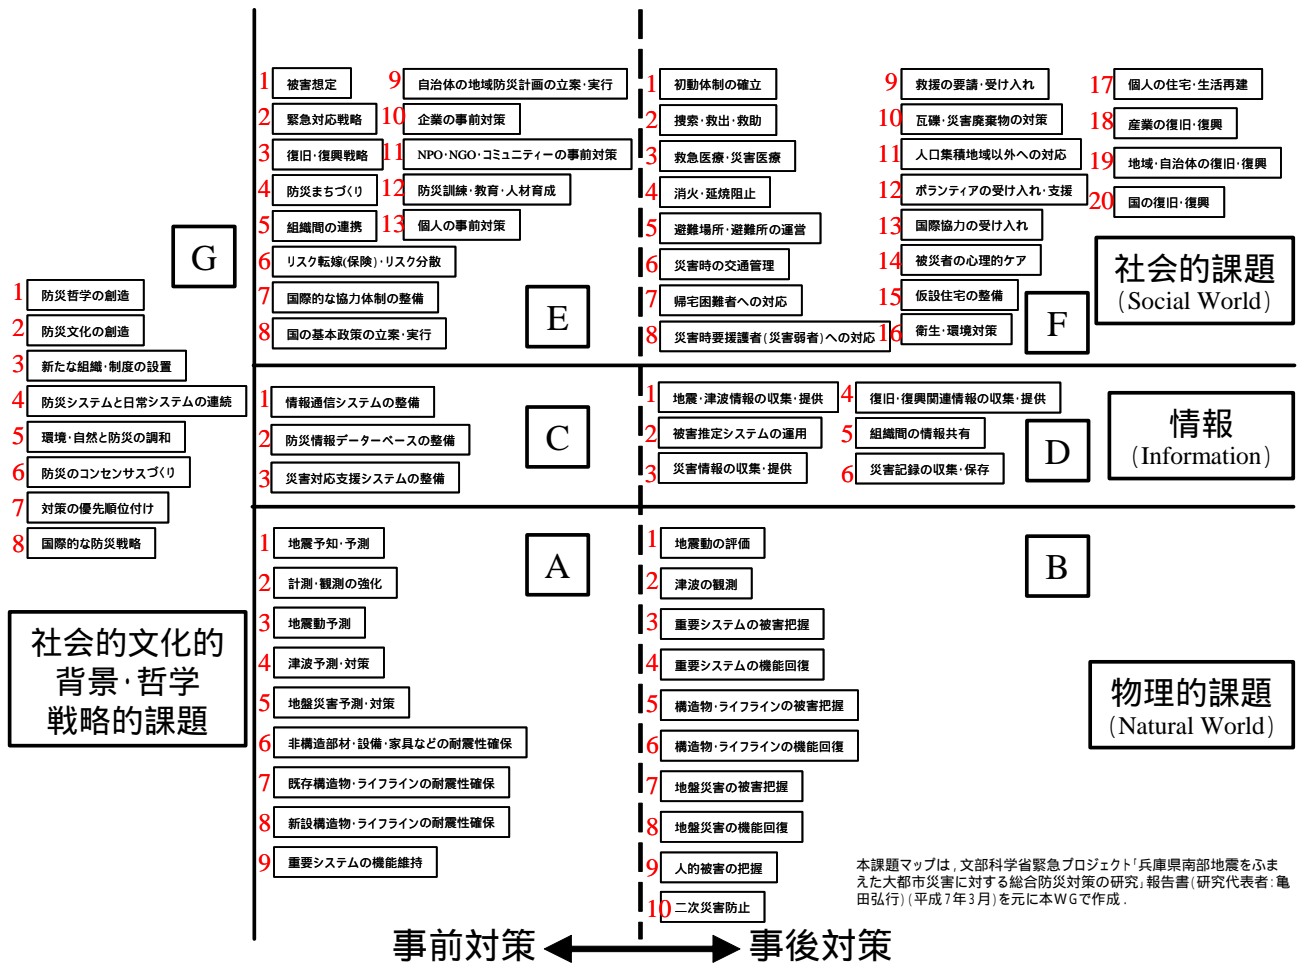 G
1 防災哲学の創造
2 防災文化の創造
3 新たな組織・制度の設置
4 防災システムと日常システムの連続
5 環境・自然と防災の調和
6 防災のコンセンサスづくり
7 対策の優先順位付け
8 国際的な防災戦略
社会的文化的
背景・哲学
戦略的課題
1 被害想定
2 緊急対応戦略
3 復旧・復興戦略
4 防災まちづくり
5 組織間の連携
6 リスク転嫁(保険)・リスク分散
7 国際的な協力体制の整備
8 国の基本政策の立案・実行
9 自治体の地域防災計画の立案・実行
10 企業の事前対策
11 NPO・NGO・コミュニティーの事前対策
12 防災訓練・教育・人材育成
13 個人の事前対策
E
1 初動体制の確立
2 捜索・救出・救助
3 救急医療・災害医療
4 消火・延焼阻止
5 避難場所・避難所の運営
6 災害時の交通管理
7 帰宅困難者への対応
8 災害時要援護者(災害弱者)への対応
9 救援の要請・受け入れ
10 瓦礫・災害廃棄物の対策
11 人口集積地域以外への対応
12 ボランティアの受け入れ・支援
13 国際協力の受け入れ
14 被災者の心理的ケア
15 仮設住宅の整備
16 衛生・環境対策
17 個人の住宅・生活再建
18 産業の復旧・復興
19 地域・自治体の復旧・復興
20 国の復旧・復興
F
社会的課題
(Social World)
1 情報通信システムの整備
2 防災情報データーベースの整備
3 災害対応支援システムの整備
C
1 地震・津波情報の収集・提供
2 被害推定システムの運用
3 災害情報の収集・提供
4 復旧・復興関連情報の収集・提供
5 組織間の情報共有
6 災害記録の収集・保存
D
情報
(Information)
1 地震予知・予測
2 計測・観測の強化
3 地震動予測
4 津波予測・対策
5 地盤災害予測・対策
6 非構造部材・設備・家具などの耐震性確保
7 既存構造物・ライフラインの耐震性確保
8 新設構造物・ライフラインの耐震性確保
9 重要システムの機能維持
A
1 地震動の評価
2 津波の観測
3 重要システムの被害把握
4 重要システムの機能回復
5 構造物・ライフラインの被害把握
6 構造物・ライフラインの機能回復
7 地盤災害の被害把握
8 地盤災害の機能回復
9 人的被害の把握
10 二次災害防止
B
物理的課題
(Natural World)
本課題マップは,文部科学省緊急プロジェクト「兵庫県南部地震をふま
えた大都市災害に対する総合防災対策の研究」報告書(研究代表者:亀
田弘行)(平成7年3月)を元に本WGで作成.
事前対策 事後対策